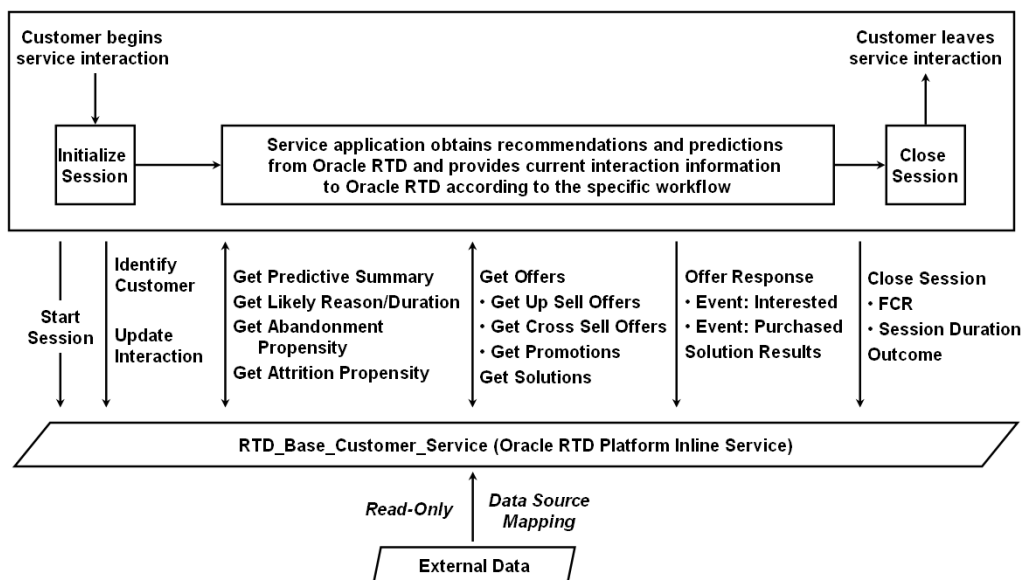 Customer begins
service interaction
Customer leaves
service interaction
Initialize
Session
Service application obtains recommendations and predictions
from Oracle RTD and provides current interaction information
to Oracle RTD according to the specific workflow
Close
Session
Start
Session
Identify
Customer
Update
Interaction
Get Predictive Summary
Get Likely Reason/Duration
Get Abandonment
Propensity
Get Attrition Propensity
Get Offers
• Get Up Sell Offers
• Get Cross Sell Offers
• Get Promotions
Get Solutions
Offer Response
• Event: Interested
• Event: Purchased
Solution Results
Close Session
• FCR
• Session Duration
Outcome
RTD_Base_Customer_Service (Oracle RTD Platform Inline Service)
Read-Only
Data Source
Mapping
External Data